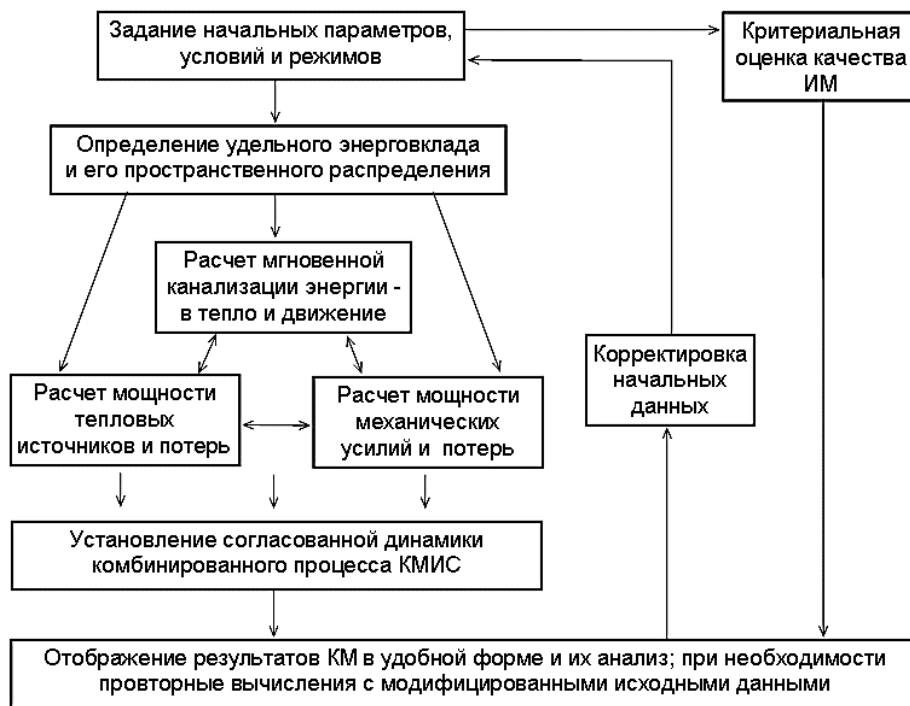 Задание начальных параметров,
условий и режимов
Критериальная
оценка качества
ИМ
Определение удельного энерговклада
и его пространственного распределения
Расчет мгновенной
канализации энергии -
в тепло и движение
Корректировка
начальных
данных
Расчет мощности
тепловых
источников и потерь
Расчет мощности
механических
усилий и потерь
Установление согласованной динамики
комбинированного процесса КМИС
Отображение результатов КМ в удобной форме и их анализ; при необходимости
провторные вычисления с модифицированными исходными данными